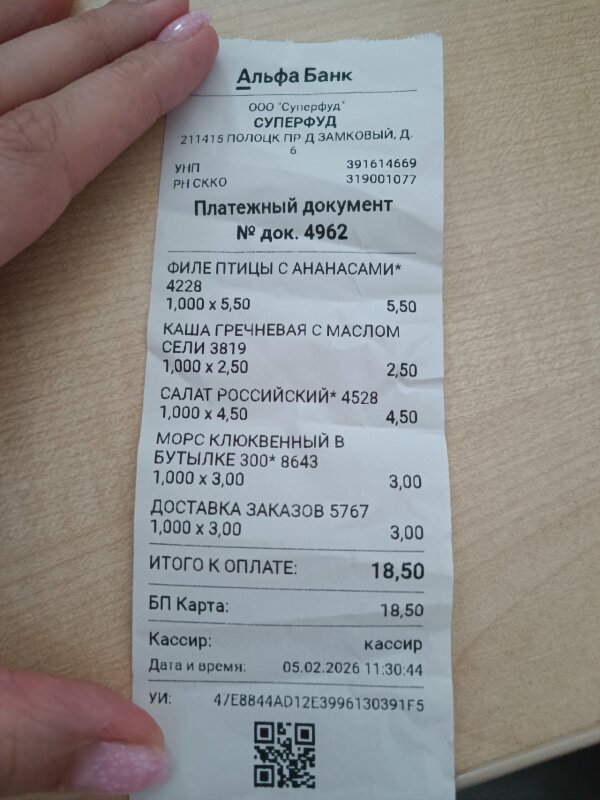 Альфа Банк
ООО "Суперфуд"
СУПЕРФУД
211415 ПОЛОЦК ПР Д ЗАМКОВЫЙ, Д.
6
УНП 391614669
РН СККО 319001077
Платежный документ
№ док. 4962
ФИЛЕ ПТИЦЫ С АНАНАСАМИ*
4228
1,000 x 5,50 5,50
КАША ГРЕЧНЕВАЯ С МАСЛОМ
СЕЛИ 3819
1,000 x 2,50 2,50
САЛАТ РОССИЙСКИЙ* 4528
1,000 x 4,50 4,50
МОРС КЛЮКВЕННЫЙ В
БУТЫЛКЕ 300* 8643
1,000 x 3,00 3,00
ДОСТАВКА ЗАКАЗОВ 5767
1,000 x 3,00 3,00
ИТОГО К ОПЛАТЕ: 18,50
БП Карта: 18,50
Кассир: кассир
Дата и время: 05.02.2026 11:30:44
УИ: 47E8844AD12E3996130391F5